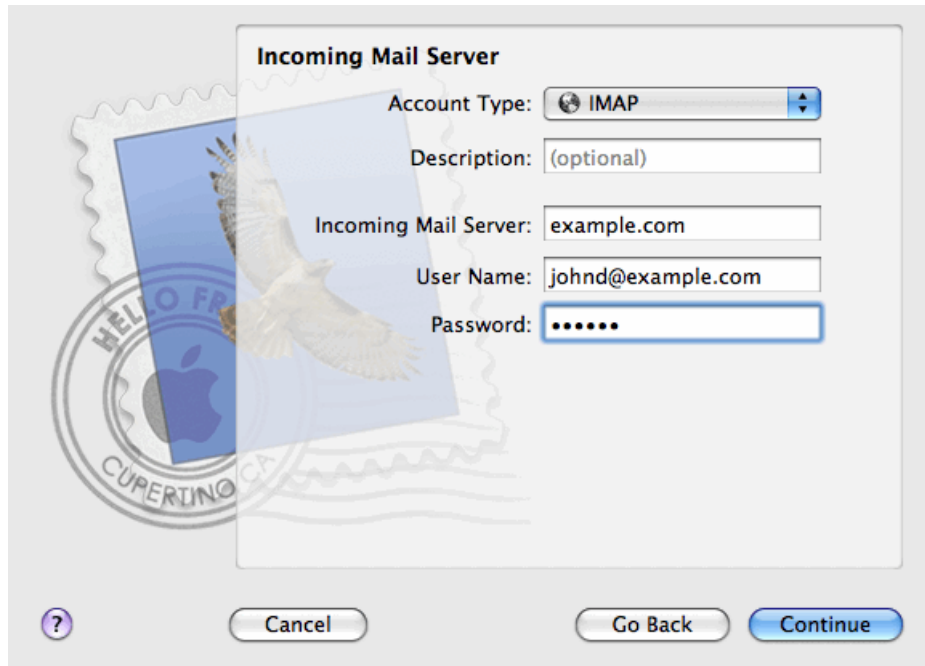 Incoming Mail Server
Account Type: IMAP
Description: (optional)
Incoming Mail Server: example.com
User Name: johnd@example.com
Password: ••••••
HELLO FR
CUPERTINO CA
? Cancel Go Back Continue